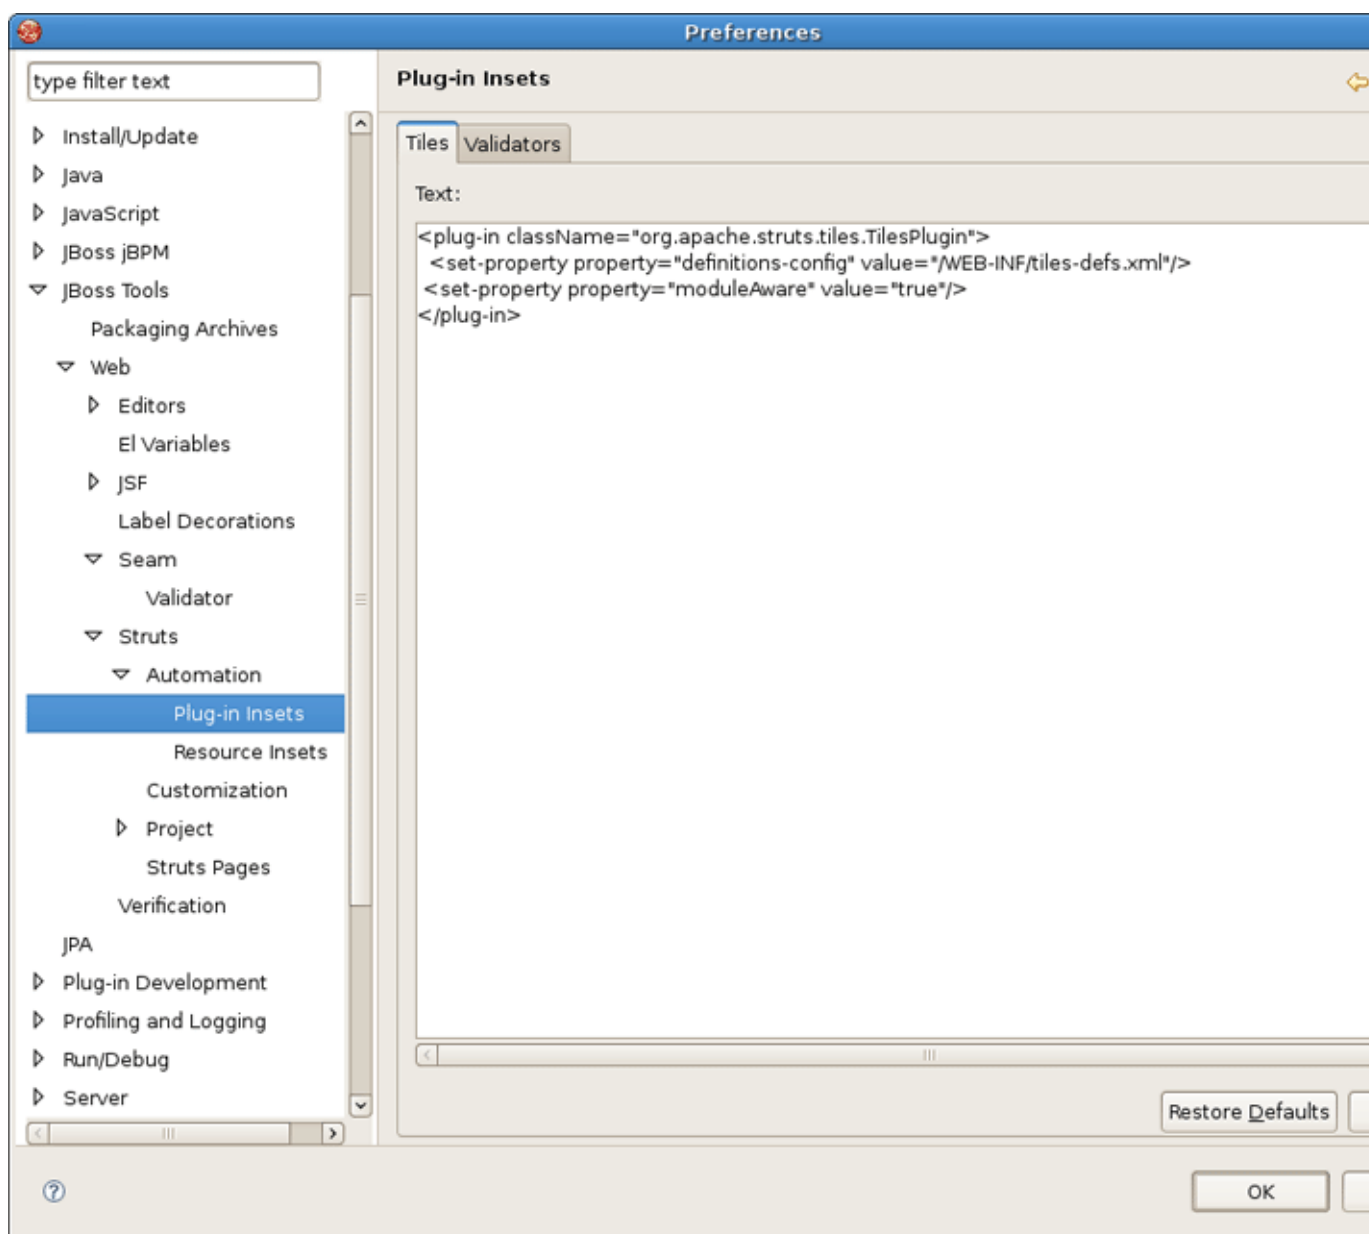 Preferences
type filter text
Install/Update
Java
JavaScript
JBoss jBPM
JBoss Tools
Packaging Archives
Web
Editors
El Variables
JSF
Label Decorations
Seam
Validator
Struts
Automation
Plug-in Insets
Resource Insets
Customization
Project
Struts Pages
Verification
JPA
Plug-in Development
Profiling and Logging
Run/Debug
Server
Plug-in Insets
Tiles Validators
Text:
<plug-in className="org.apache.struts.tiles.TilesPlugin">
<set-property property="definitions-config" value="/WEB-INF/tiles-defs.xml"/>
<set-property property="moduleAware" value="true"/>
</plug-in>
Restore Defaults
OK